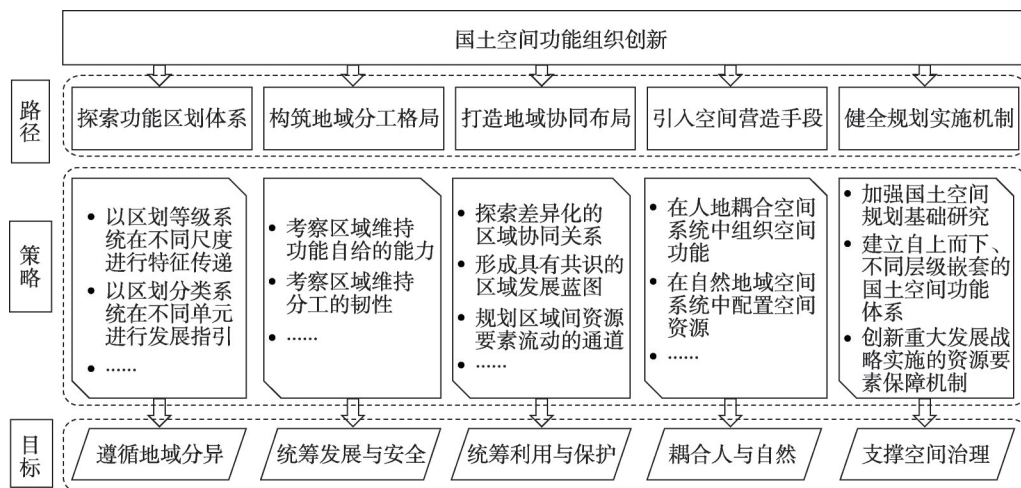 国土空间功能组织创新
路径
探索功能区划体系
构筑地域分工格局
打造地域协同布局
引入空间营造手段
健全规划实施机制
策略
• 以区划等级系
统在不同尺度
进行特征传递
• 以区划分类系
统在不同单元
进行发展指引
• ……
• 考察区域维持
功能自给的能力
• 考察区域维持
分工的韧性
• ……
• 探索差异化的
区域协同关系
• 形成具有共识的
区域发展蓝图
• 规划区域间资源
要素流动的通道
• ……
• 在人地耦合空间
系统中组织空间
功能
• 在自然地域空间
系统中配置空间
资源
• ……
• 加强国土空间
规划基础研究
• 建立自上而下、
不同层级嵌套的
国土空间功能
体系
• 创新重大发展战
略实施的资源要
素保障机制
目标
遵循地域分异
统筹发展与安全
统筹利用与保护
耦合人与自然
支撑空间治理